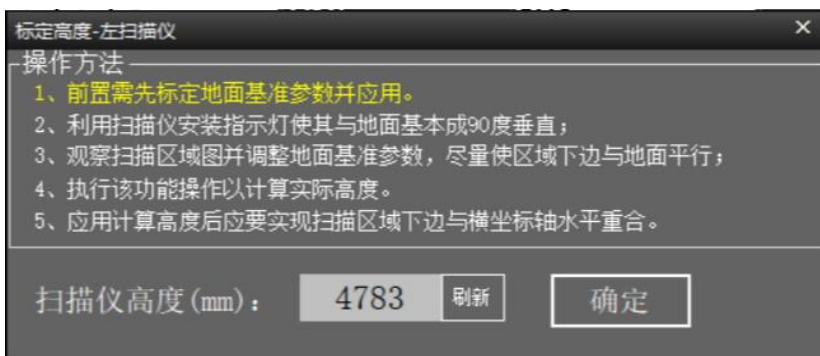 标定高度-左扫描仪
操作方法
1、前置需先标定地面基准参数并应用。
2、利用扫描仪安装指示灯使其与地面基本成90度垂直；
3、观察扫描区域图并调整地面基准参数，尽量使区域下边与地面平行；
4、执行该功能操作以计算实际高度。
5、应用计算高度后应要实现扫描区域下边与横坐标轴水平重合。
扫描仪高度(mm)： 4783 刷新 确定